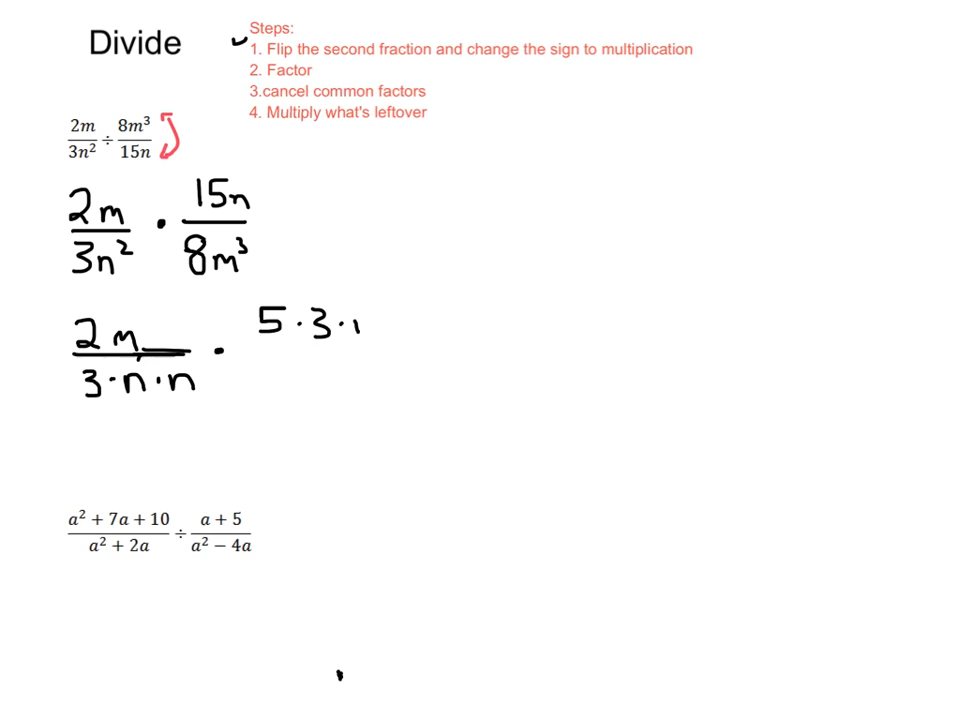 Divide
Steps:
1. Flip the second fraction and change the sign to multiplication
2. Factor
3.cancel common factors
4. Multiply what's leftover
2m/3n² ÷ 8m³/15n
2m/3n² · 15n/8m³
2m/3·n·n · 5·3·
a² + 7a + 10/a² + 2a ÷ a + 5/a² − 4a